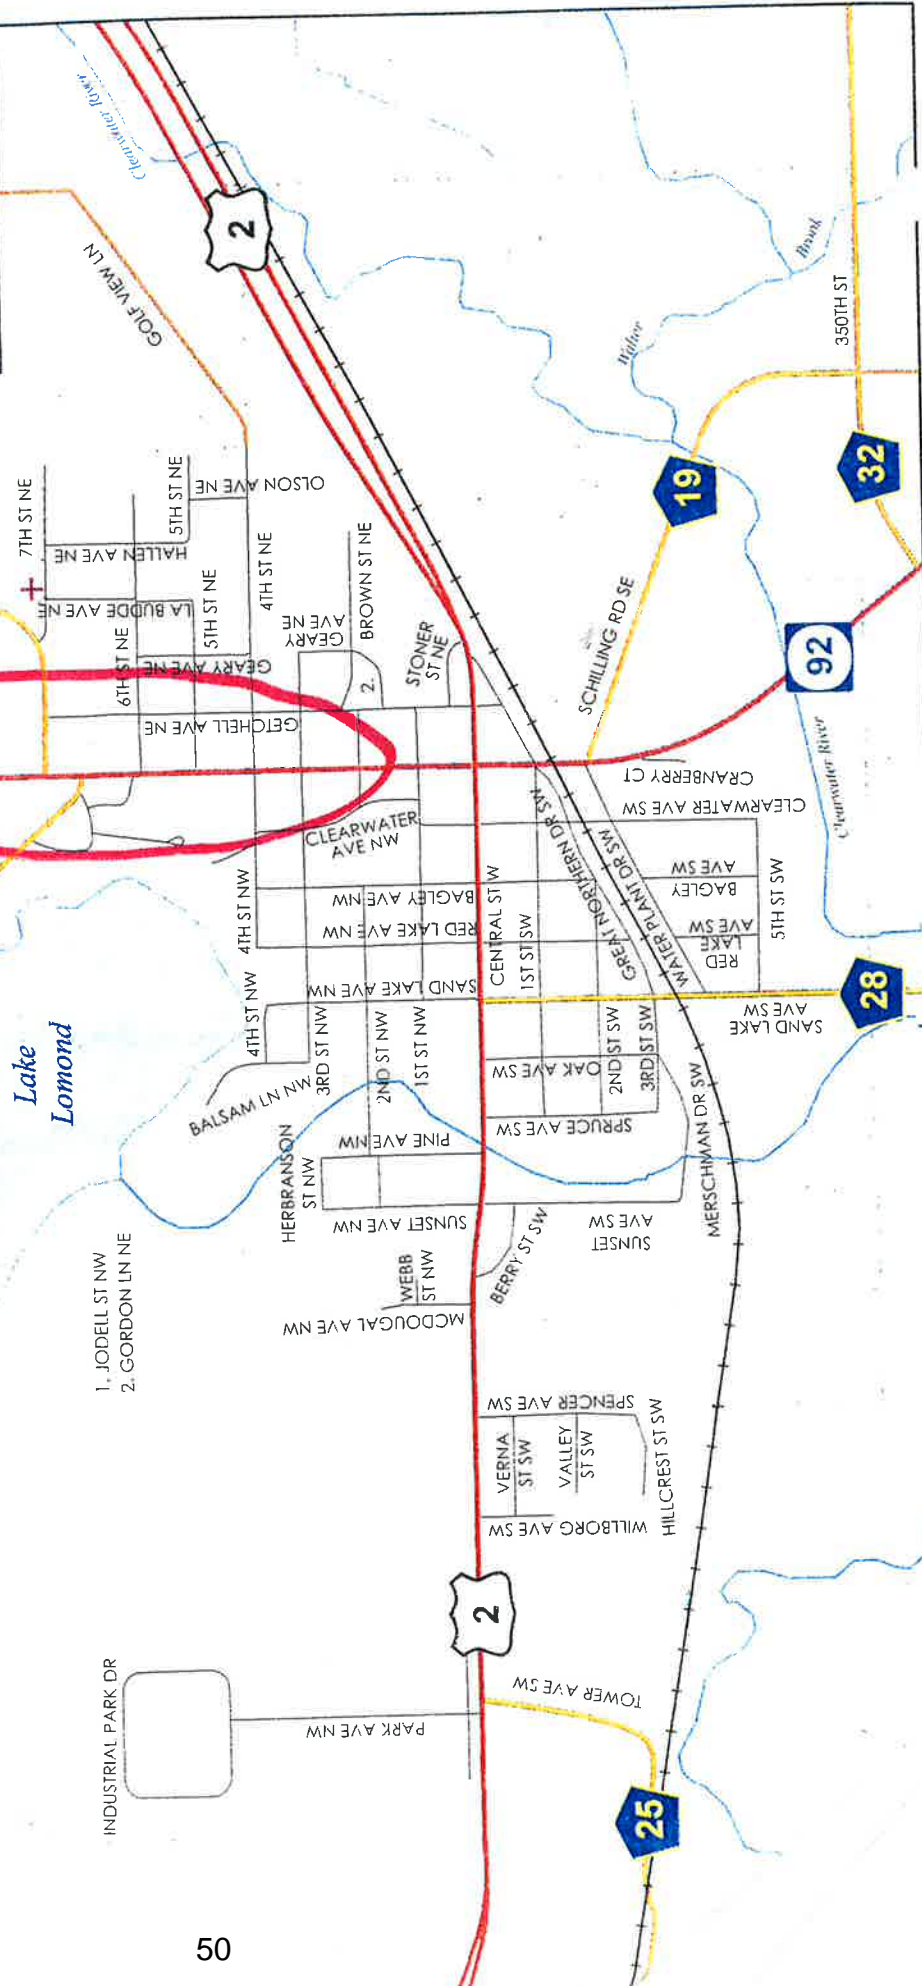 Clearwater River
2
GOLF VIEW LN
Walter
Brook
350TH ST
7TH ST NE
5TH ST NE
OLSON AVE NE
HALLEN AVE NE
LA BUDDE AVE NE
5TH ST NE
4TH ST NE
6TH ST NE
GEARY AVE NE
GEARY
AVE NE
BROWN ST NE
2.
STONER
ST NE
GETCHELL AVE NE
19
32
SCHILLING RD SE
92
CRANBERRY CT
CLEARWATER AVE SW
Clearwater River
CLEARWATER
AVE NW
GREAT NORTHERN DR SW
WATER PLANT DR SW
BAGLEY
AVE SW
5TH ST SW
BAGLEY AVE NW
4TH ST NW
RED LAKE AVE NW
CENTRAL ST W
1ST ST SW
RED
LAKE
AVE SW
SAND LAKE AVE NW
SAND LAKE
AVE SW
28
Lake
Lomond
4TH ST NW
3RD ST NW
2ND ST NW
1ST ST NW
BALSAM LN NW
OAK AVE SW
2ND ST SW
3RD ST SW
SPRUCE AVE SW
MERSCHMAN DR SW
HERBRANSON
ST NW
PINE AVE NW
SUNSET AVE NW
SUNSET
AVE SW
BERRY ST SW
WEBB
ST NW
MCDOUGAL AVE NW
1. JODELL ST NW
2. GORDON LN NE
SPENCER AVE SW
VERNA
ST SW
VALLEY
ST SW
HILLCREST ST SW
WILLBORG AVE SW
2
INDUSTRIAL PARK DR
PARK AVE NW
TOWER AVE SW
25
50